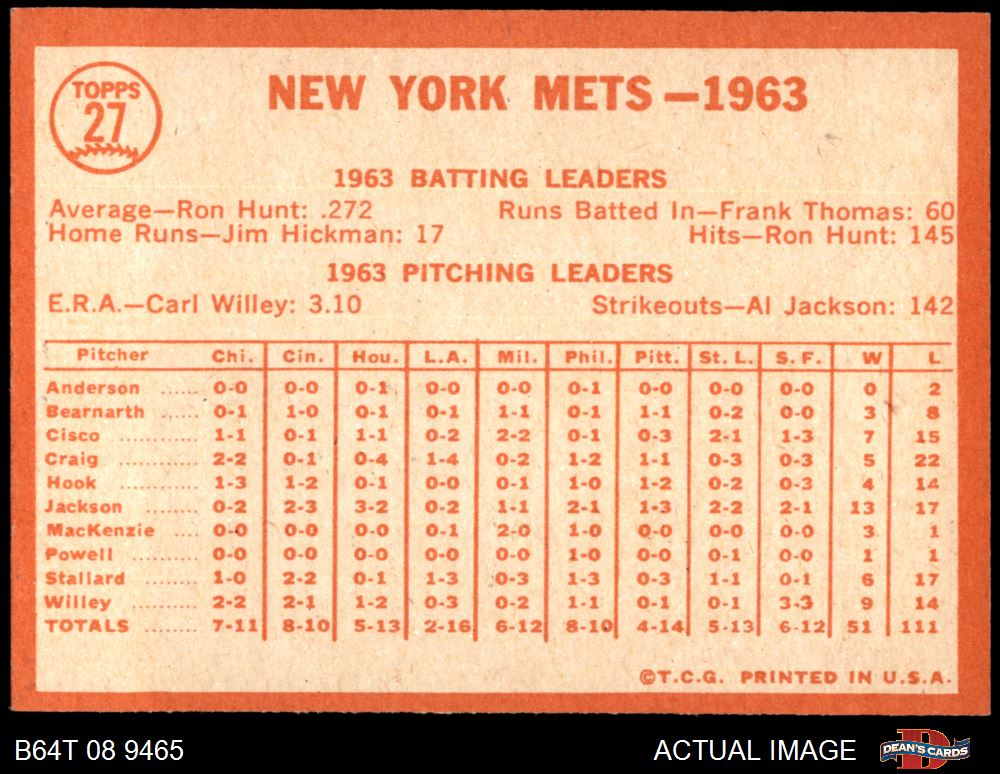 TOPPS
27
NEW YORK METS—1963
1963 BATTING LEADERS
Average—Ron Hunt: .272 Runs Batted In—Frank Thomas: 60
Home Runs—Jim Hickman: 17 Hits—Ron Hunt: 145
1963 PITCHING LEADERS
E.R.A.—Carl Willey: 3.10 Strikeouts—Al Jackson: 142
Pitcher Chi. Cin. Hou. L.A. Mil. Phil. Pitt. St. L. S. F. W L
Anderson ...... 0-0 0-0 0-1 0-0 0-0 0-1 0-0 0-0 0-0 0 2
Bearnarth ...... 0-1 1-0 0-1 0-1 1-1 0-1 1-1 0-2 0-0 3 8
Cisco .......... 1-1 0-1 1-1 0-2 2-2 0-1 0-3 2-1 1-3 7 15
Craig .......... 2-2 0-1 0-4 1-4 0-2 1-2 1-1 0-3 0-3 5 22
Hook .......... 1-3 1-2 0-1 0-1 0-0 1-0 1-2 0-2 0-3 4 14
Jackson ........ 0-2 2-3 3-2 0-2 1-1 2-1 1-3 2-2 2-1 13 17
MacKenzie .... 0-0 0-0 0-0 0-1 2-0 1-0 0-0 0-0 0-0 3 1
Powell .......... 0-0 0-0 0-0 0-0 0-0 1-0 0-0 0-1 0-0 1 1
Stallard ........ 1-0 2-2 0-1 1-3 0-3 1-3 0-3 1-1 0-1 6 17
Willey .......... 2-2 2-1 1-2 0-3 0-2 1-1 0-1 0-1 3-3 9 14
TOTALS ........ 7-11 8-10 5-13 2-16 6-12 8-10 4-14 5-13 6-12 51 111
©T.C.G. PRINTED IN U.S.A.
B64T 08 9465 ACTUAL IMAGE D DEAN'S CARDS